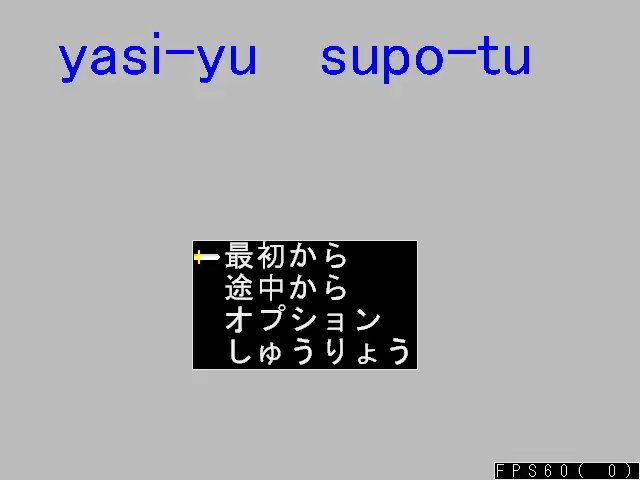 yasi-yu supo-tu
最初から
途中から
オプション
しゅうりょう
FPS60( 0)